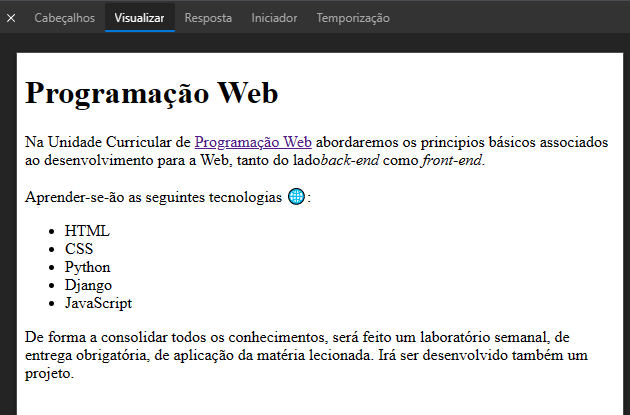 × Cabeçalhos Visualizar Resposta Iniciador Temporização
Programação Web
Na Unidade Curricular de Programação Web abordaremos os principios básicos associados
ao desenvolvimento para a Web, tanto do ladoback-end como front-end.
Aprender-se-ão as seguintes tecnologias 🌐:
• HTML
• CSS
• Python
• Django
• JavaScript
De forma a consolidar todos os conhecimentos, será feito um laboratório semanal, de
entrega obrigatória, de aplicação da matéria lecionada. Irá ser desenvolvido também um
projeto.